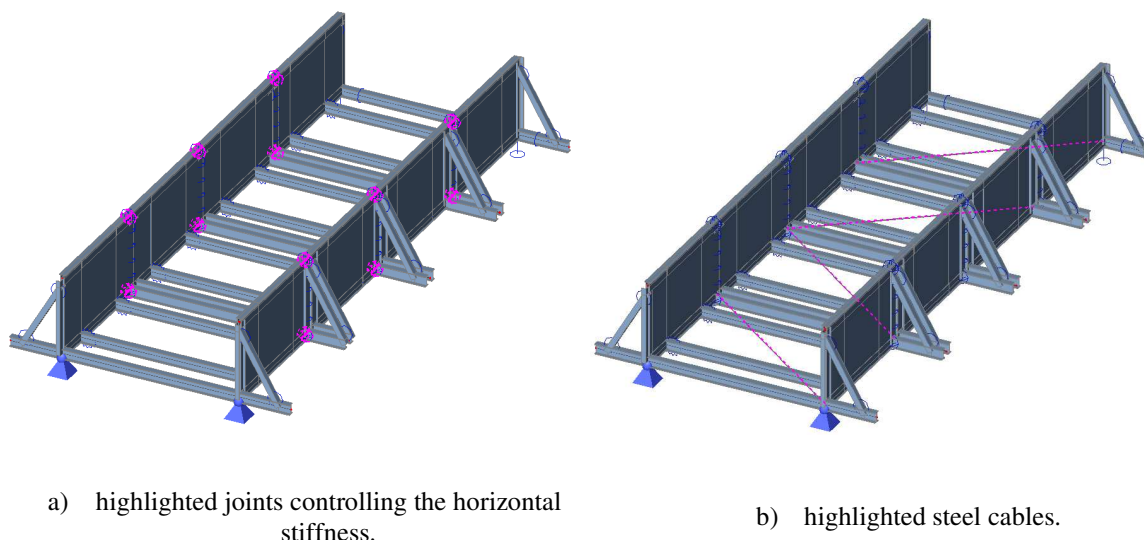 a) highlighted joints controlling the horizontal
stiffness.
b) highlighted steel cables.